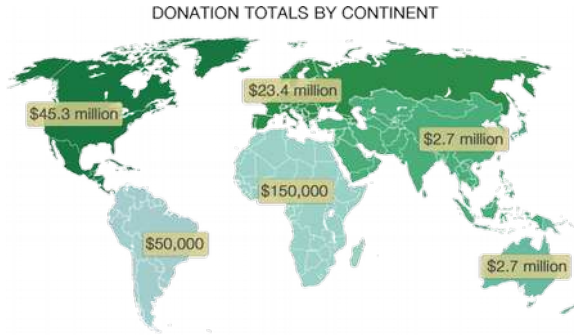 DONATION TOTALS BY CONTINENT
$45.3 million
$23.4 million
$2.7 million
$150,000
$50,000
$2.7 million